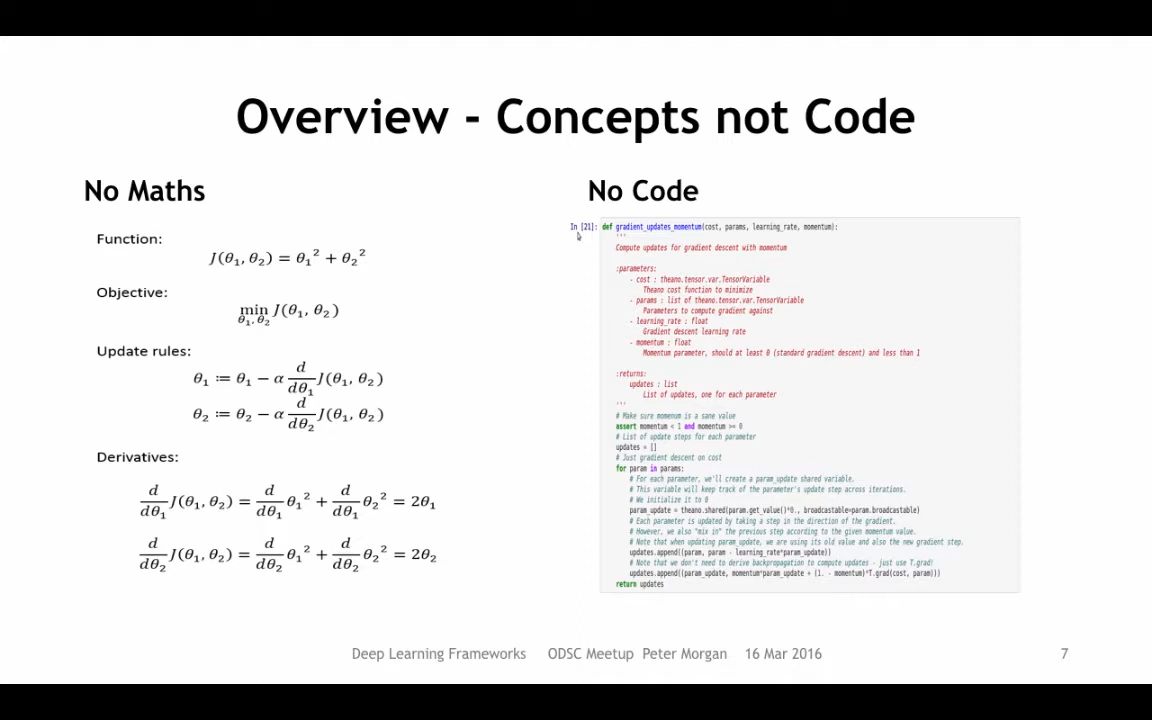 Overview - Concepts not Code
No Maths
Function:
J(θ₁, θ₂) = θ₁² + θ₂²
Objective:
min J(θ₁, θ₂)
θ₁, θ₂
Update rules:
θ₁ ≔ θ₁ − α d/dθ₁ J(θ₁, θ₂)
θ₂ ≔ θ₂ − α d/dθ₂ J(θ₁, θ₂)
Derivatives:
d/dθ₁ J(θ₁, θ₂) = d/dθ₁ θ₁² + d/dθ₁ θ₂² = 2θ₁
d/dθ₂ J(θ₁, θ₂) = d/dθ₂ θ₁² + d/dθ₂ θ₂² = 2θ₂
No Code
In [21]: def gradient_updates_momentum(cost, params, learning_rate, momentum):
'''
Compute updates for gradient descent with momentum
:parameters:
- cost : theano.tensor.var.TensorVariable
Theano cost function to minimize
- params : list of theano.tensor.var.TensorVariable
Parameters to compute gradient against
- learning_rate : float
Gradient descent learning rate
- momentum : float
Momentum parameter, should at least 0 (standard gradient descent) and less than 1
:returns:
updates : list
List of updates, one for each parameter
'''
# Make sure momenum is a sane value
assert momentum < 1 and momentum >= 0
# List of update steps for each parameter
updates = []
# Just gradient descent on cost
for param in params:
# For each parameter, we'll create a param_update shared variable.
# This variable will keep track of the parameter's update step across iterations.
# We initialize it to 0
param_update = theano.shared(param.get_value()*0., broadcastable=param.broadcastable)
# Each parameter is updated by taking a step in the direction of the gradient.
# However, we also "mix in" the previous step according to the given momentum value.
# Note that when updating param_update, we are using its old value and also the new gradient step.
updates.append((param, param - learning_rate*param_update))
# Note that we don't need to derive backpropagation to compute updates - just use T.grad!
updates.append((param_update, momentum*param_update + (1. - momentum)*T.grad(cost, param)))
return updates
Deep Learning Frameworks ODSC Meetup Peter Morgan 16 Mar 2016 7